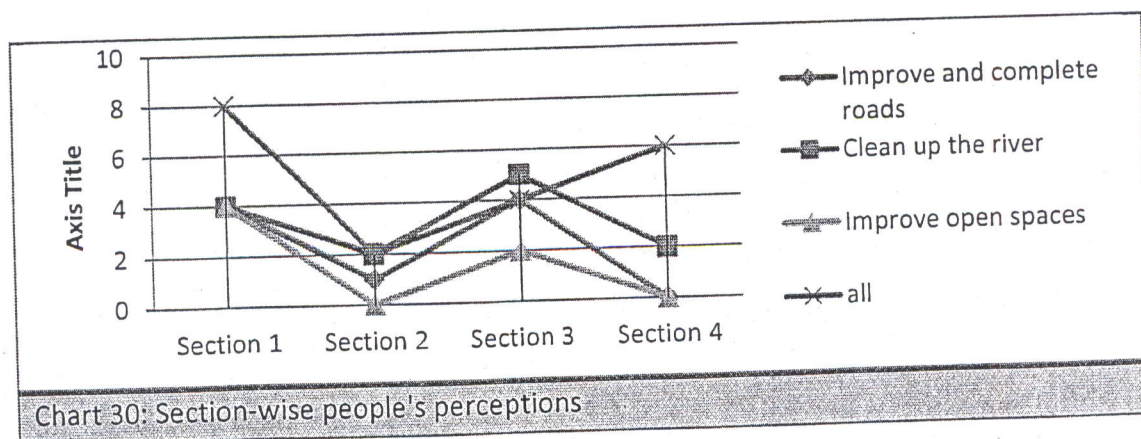 10
8
6
4
2
0
Axis Title
Section 1 Section 2 Section 3 Section 4
Improve and complete
roads
Clean up the river
Improve open spaces
all
Chart 30: Section-wise people's perceptions